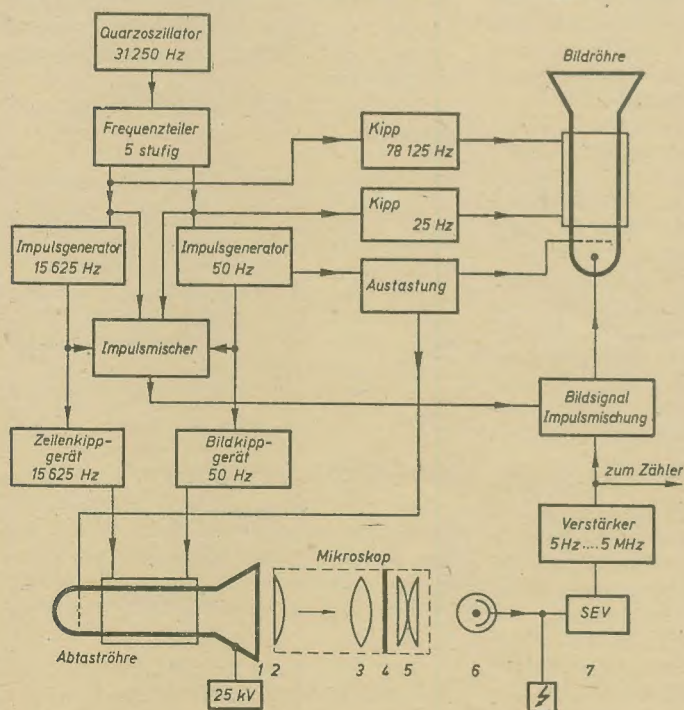 Quarzoszillator
31250 Hz
Bildröhre
Frequenzteiler
5 stufig
Kipp
78 125 Hz
Kipp
25 Hz
Impulsgenerator
15 625 Hz
Impulsgenerator
50 Hz
Austastung
Impulsmischer
Bildsignal
Impulsmischung
Zeilenkipp-
gerät
15 625 Hz
Bildkipp-
gerät
50 Hz
zum Zähler
Verstärker
5 Hz .... 5 MHz
Mikroskop
SEV
Abtaströhre
1 2 3 4 5 6 7
25 kV